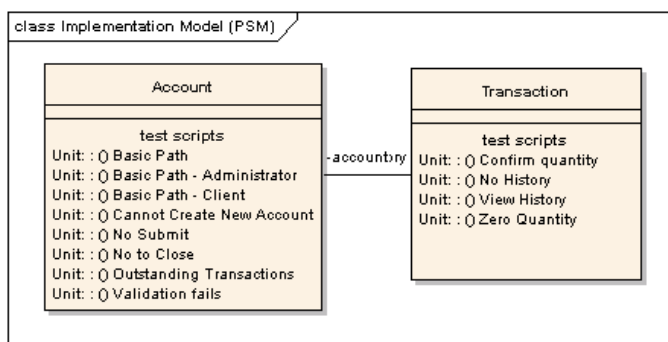 class Implementation Model (PSM)
Account
test scripts
Unit: : () Basic Path
Unit: : () Basic Path - Administrator
Unit: : () Basic Path - Client
Unit: : () Cannot Create New Account
Unit: : () No Submit
Unit: : () No to Close
Unit: : () Outstanding Transactions
Unit: : () Validation fails
Transaction
test scripts
Unit: : () Confirm quantity
Unit: : () No History
Unit: : () View History
Unit: : () Zero Quantity